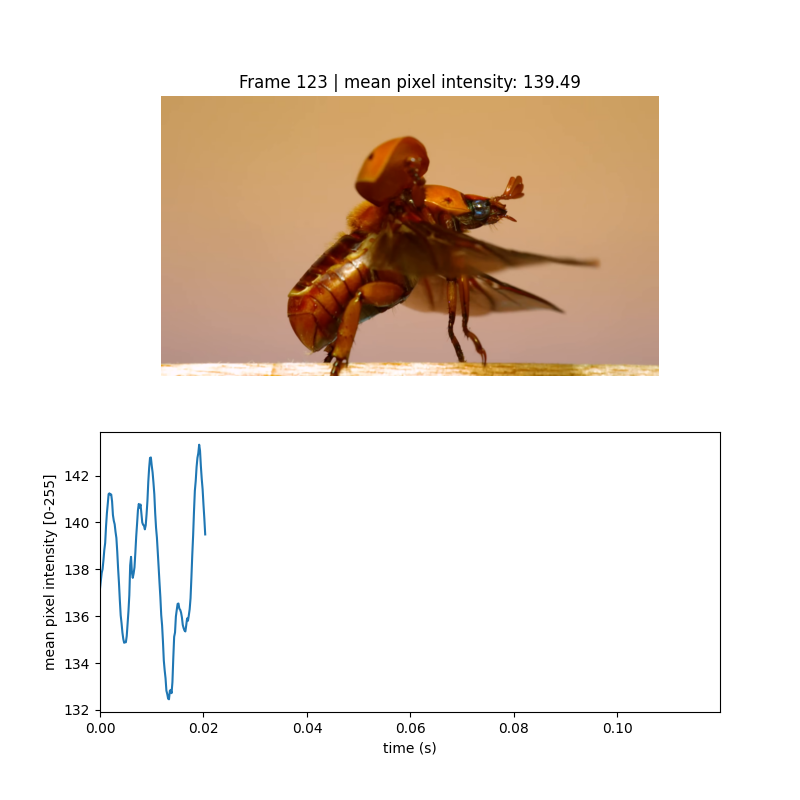 Frame 123 | mean pixel intensity: 139.49
mean pixel intensity [0-255]
142
140
138
136
134
132
0.00 0.02 0.04 0.06 0.08 0.10
time (s)